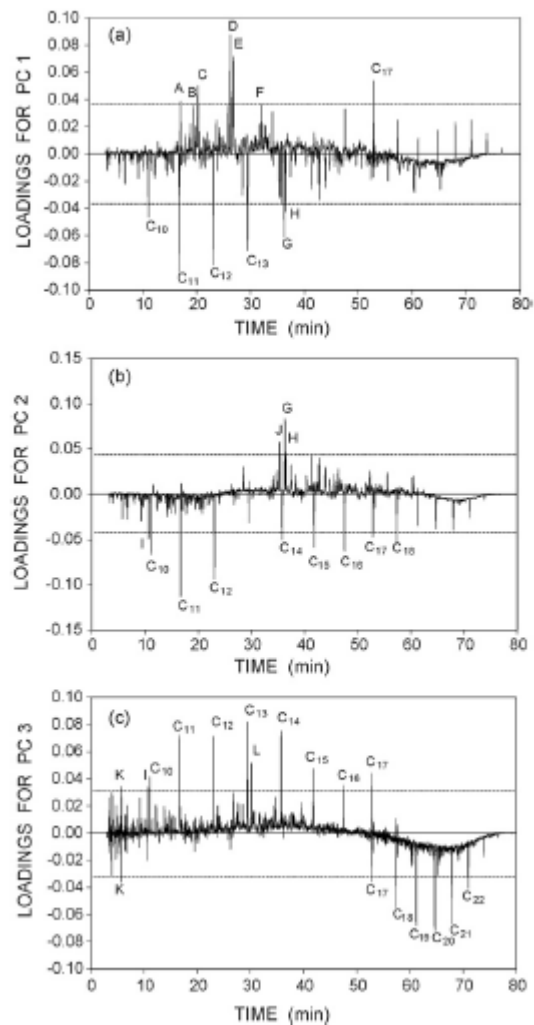 (a)
LOADINGS FOR PC 1
0.10
0.08
0.06
0.04
0.02
0.00
-0.02
-0.04
-0.06
-0.08
0.10
A
B
C
D
E
F
C17
C10
C11
C12
C13
G
H
0 10 20 30 40 50 60 70 80
TIME (min)
(b)
LOADINGS FOR PC 2
0.15
0.10
0.05
0.00
-0.05
-0.10
-0.15
J
G
H
I
C10
C11
C12
C14
C15
C16
C17
C18
0 10 20 30 40 50 60 70 80
TIME (min)
(c)
LOADINGS FOR PC 3
0.10
0.08
0.06
0.04
0.02
0.00
-0.02
-0.04
-0.06
-0.08
-0.10
K
I
C10
C11
C12
C13
L
C14
C15
C16
C17
K
C17
C18
C19
C20
C21
C22
0 10 20 30 40 50 60 70 80
TIME (min)